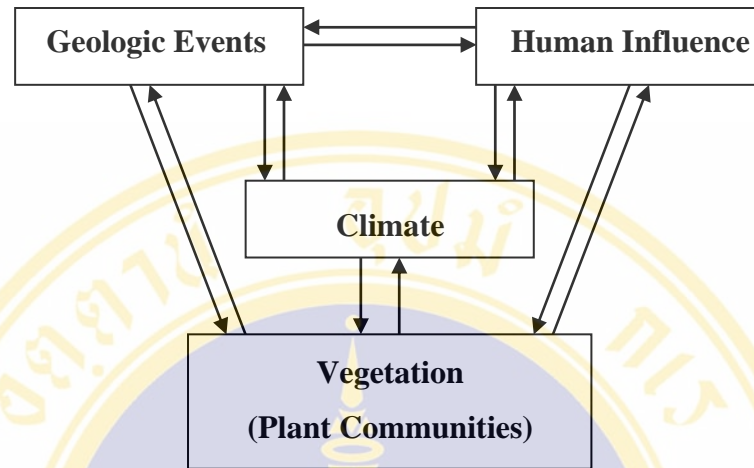 Geologic Events
Human Influence
Climate
Vegetation
(Plant Communities)